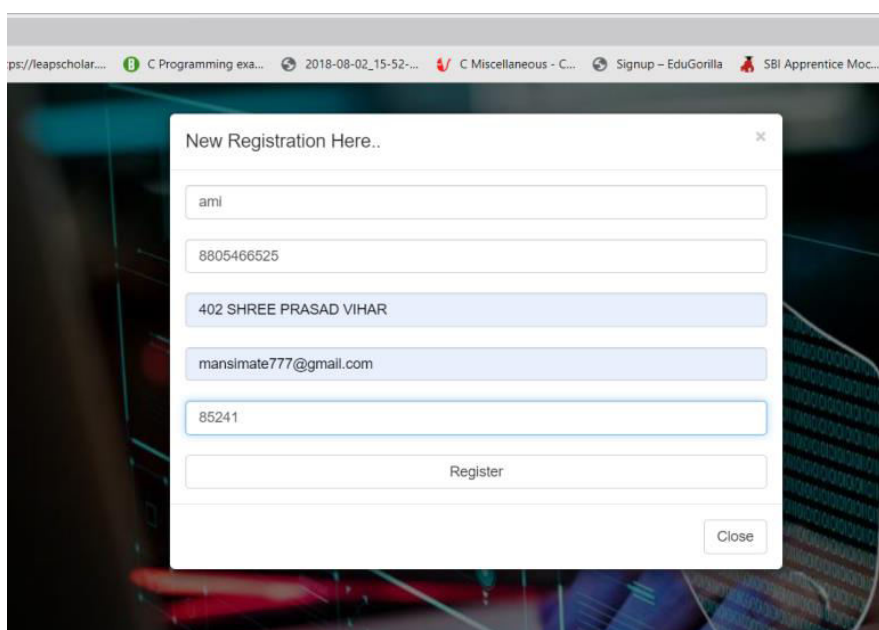 ps://leapscholar.... C Programming exa... 2018-08-02_15-52-... C Miscellaneous - C... Signup – EduGorilla SBI Apprentice Moc...
New Registration Here.. ×
ami
8805466525
402 SHREE PRASAD VIHAR
mansimate777@gmail.com
85241
Register
Close